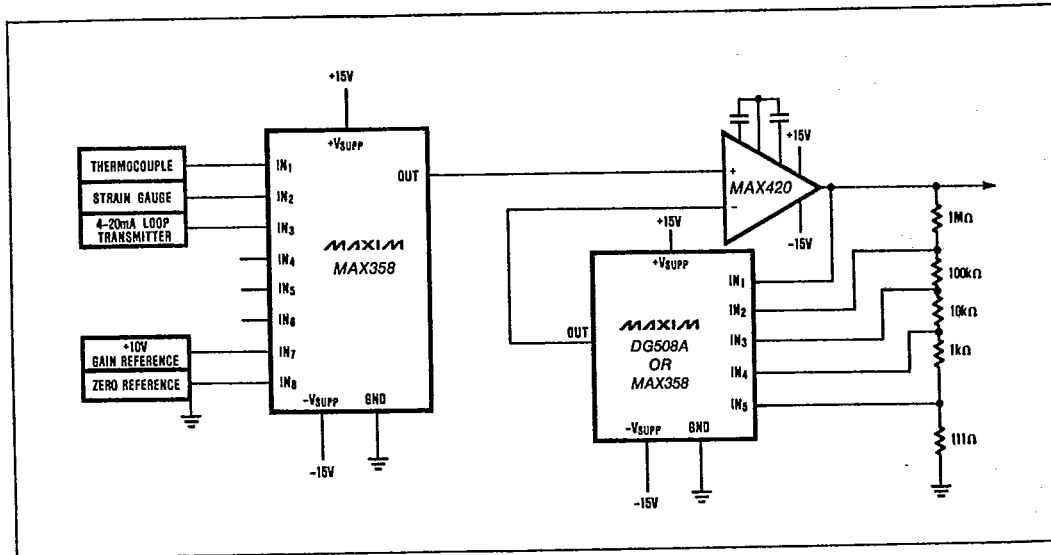 +15V
+VSUPP
THERMOCOUPLE
STRAIN GAUGE
4-20mA LOOP
TRANSMITTER
+10V
GAIN REFERENCE
ZERO REFERENCE
IN1
IN2
IN3
IN4
IN5
IN6
IN7
IN8
OUT
MAXIM
MAX358
-VSUPP
GND
-15V
+
-
MAX420
+15V
-15V
+15V
+VSUPP
OUT
MAXIM
DG508A
OR
MAX358
IN1
IN2
IN3
IN4
IN5
-VSUPP
GND
-15V
1MΩ
100kΩ
10kΩ
1kΩ
111Ω